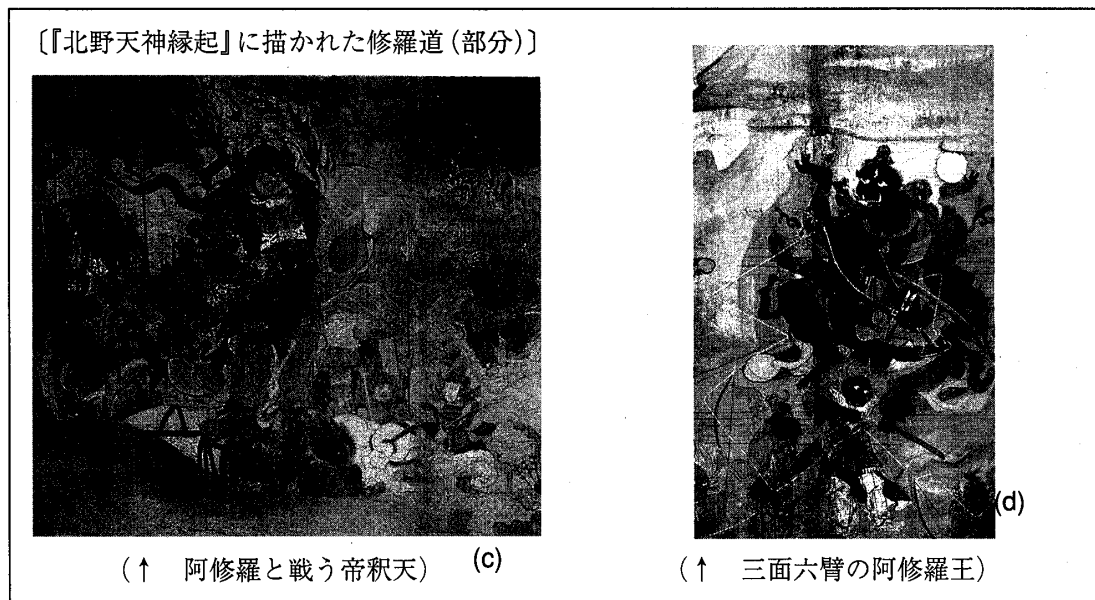 〔『北野天神縁起』に描かれた修羅道(部分)〕
(↑ 阿修羅と戦う帝釈天) (c)
(d)
(↑ 三面六臂の阿修羅王)